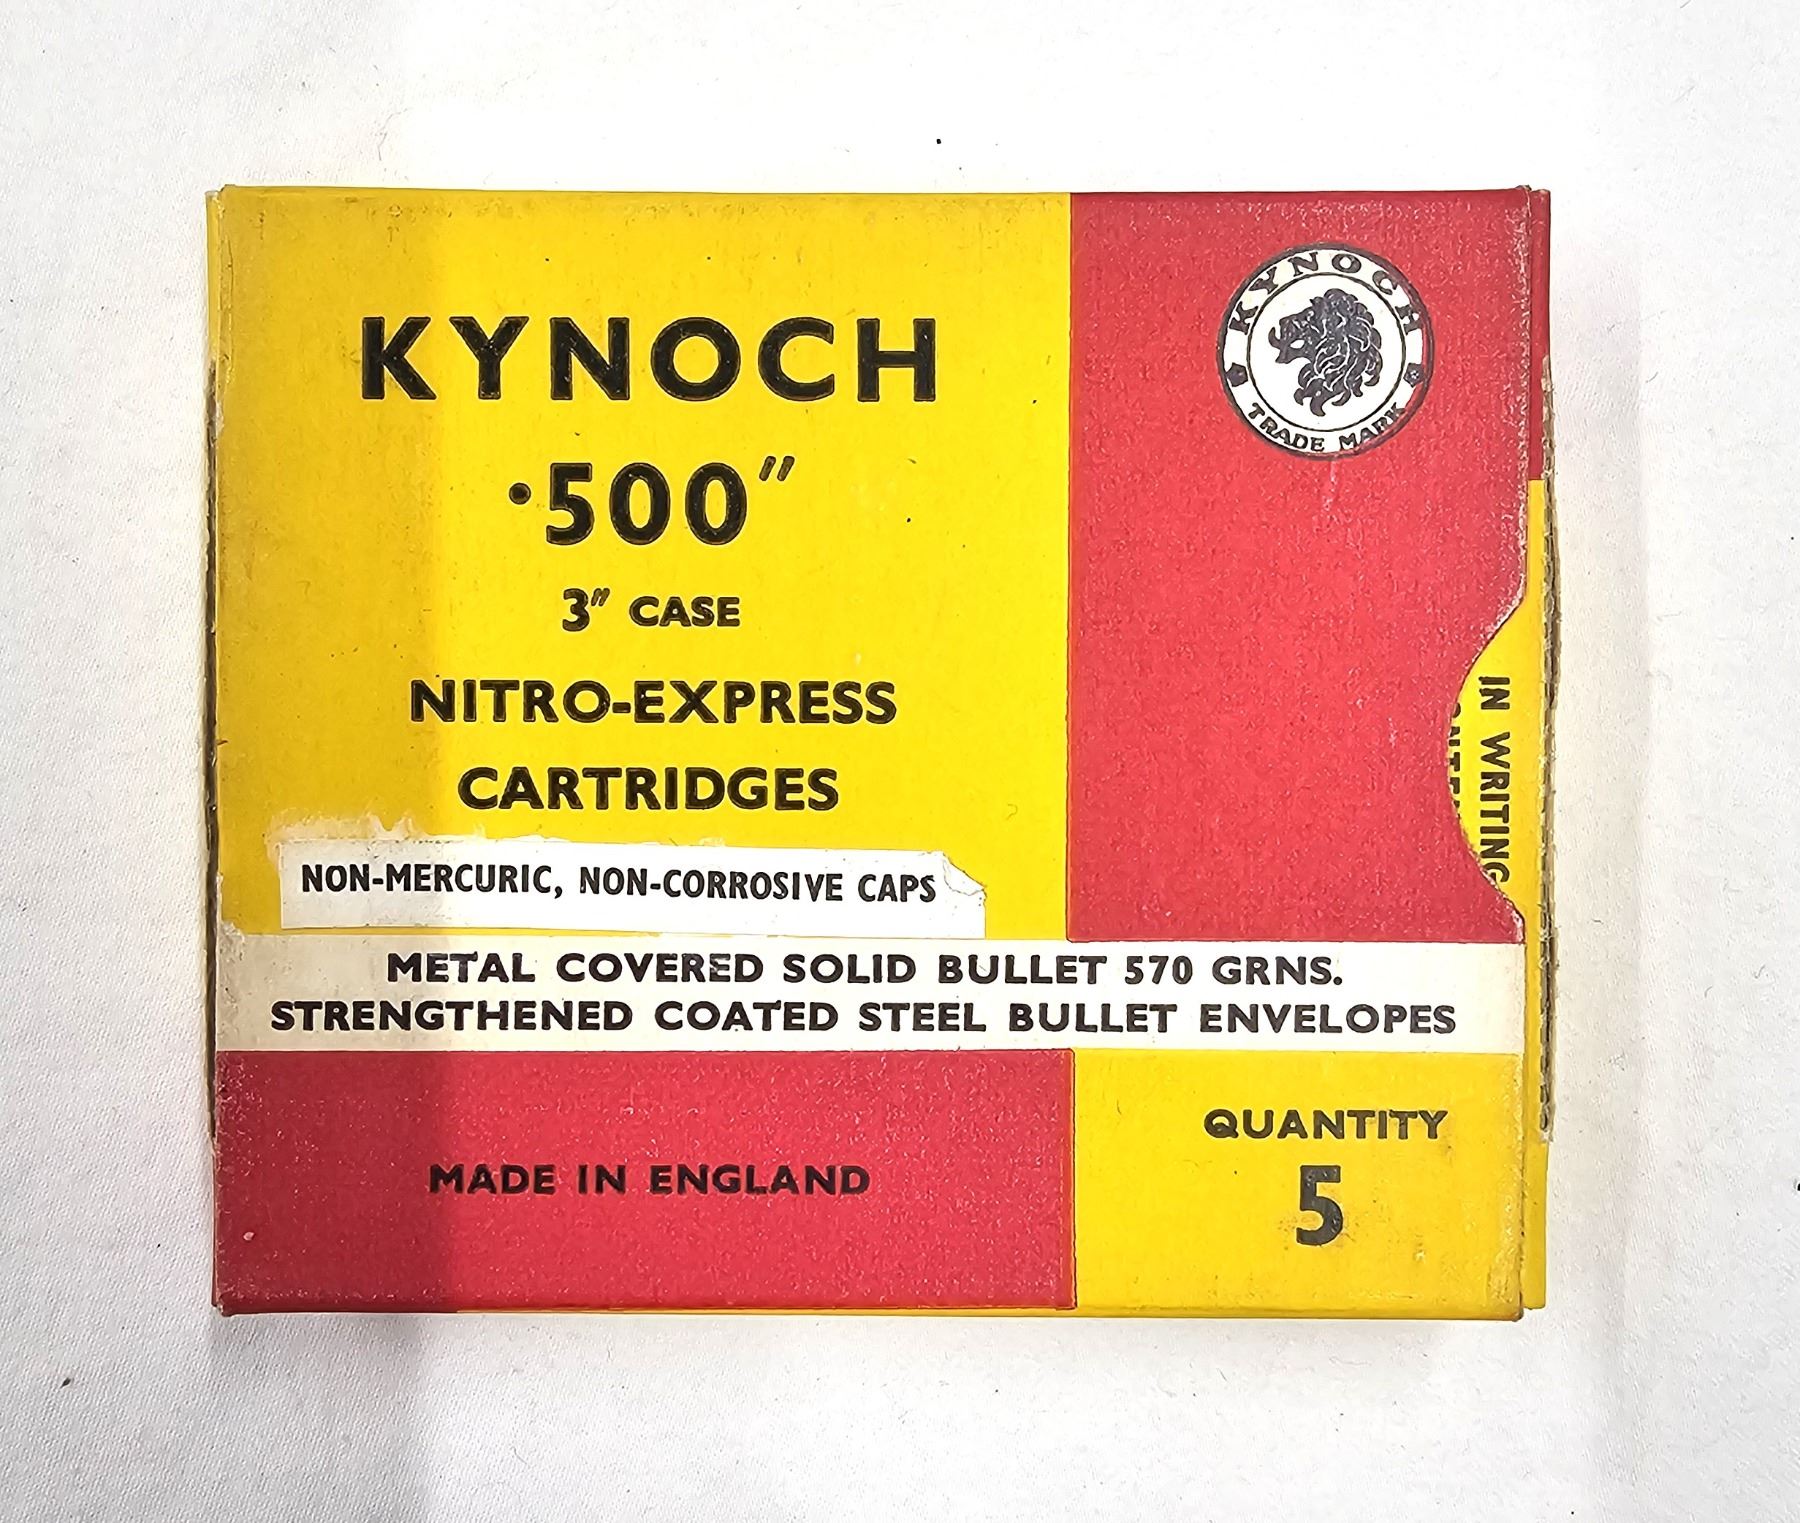 KYNOCH
·500″
3″ CASE
NITRO-EXPRESS
CARTRIDGES
NON-MERCURIC, NON-CORROSIVE CAPS
METAL COVERED SOLID BULLET 570 GRNS.
STRENGTHENED COATED STEEL BULLET ENVELOPES
MADE IN ENGLAND
QUANTITY
5
KYNOCH
TRADE MARK
IN WRITING